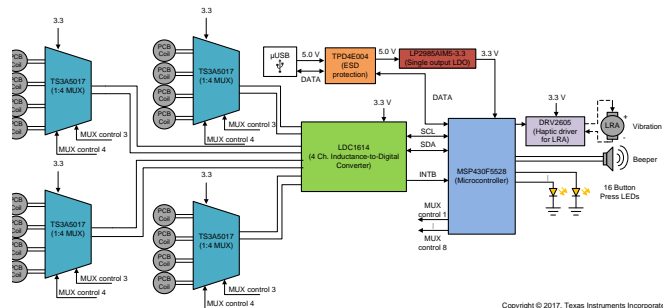 3.3
PCB
Coil
PCB
Coil
PCB
Coil
PCB
Coil
TS3A5017
(1:4 MUX)
MUX control 3
MUX control 4
3.3
PCB
Coil
PCB
Coil
PCB
Coil
PCB
Coil
TS3A5017
(1:4 MUX)
MUX control 3
MUX control 4
µUSB
5.0 V
DATA
TPD4E004
(ESD
protection)
5.0 V
LP2985AIM5-3.3
(Single output LDO)
3.3 V
DATA
3.3 V
LDC1614
(4 Ch. Inductance-to-Digital
Converter)
SCL
SDA
INTB
MSP430F5528
(Microcontroller)
MUX
control 1
MUX
control 8
3.3 V
DRV2605
(Haptic driver
for LRA)
+
LRA
-
Vibration
Beeper
16 Button
Press LEDs
3.3
PCB
Coil
PCB
Coil
PCB
Coil
PCB
Coil
TS3A5017
(1:4 MUX)
MUX control 3
MUX control 4
3.3
PCB
Coil
PCB
Coil
PCB
Coil
PCB
Coil
TS3A5017
(1:4 MUX)
MUX control 3
MUX control 4
Copyright © 2017, Texas Instruments Incorporate